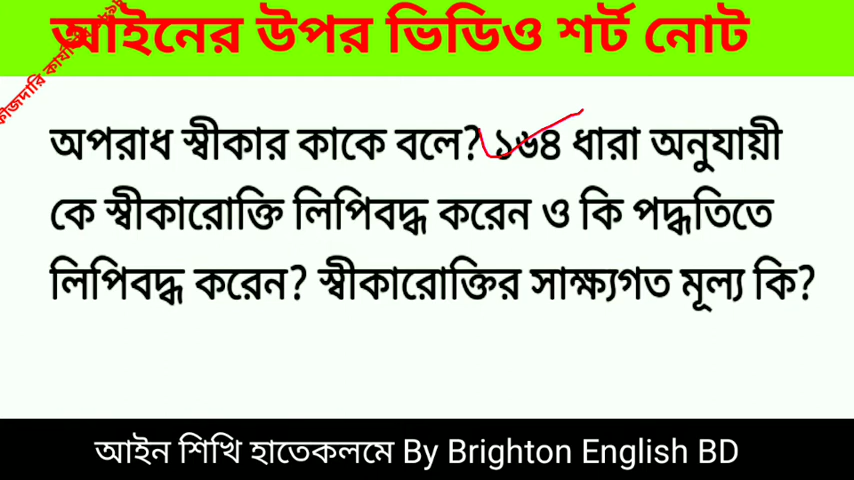 আইনের উপর ভিডিও শর্ট নোট
অপরাধ স্বীকার কাকে বলে? ১৬৪ ধারা অনুযায়ী
কে স্বীকারোক্তি লিপিবদ্ধ করেন ও কি পদ্ধতিতে
লিপিবদ্ধ করেন? স্বীকারোক্তির সাক্ষ্যগত মূল্য কি?
আইন শিখি হাতেকলমে By Brighton English BD